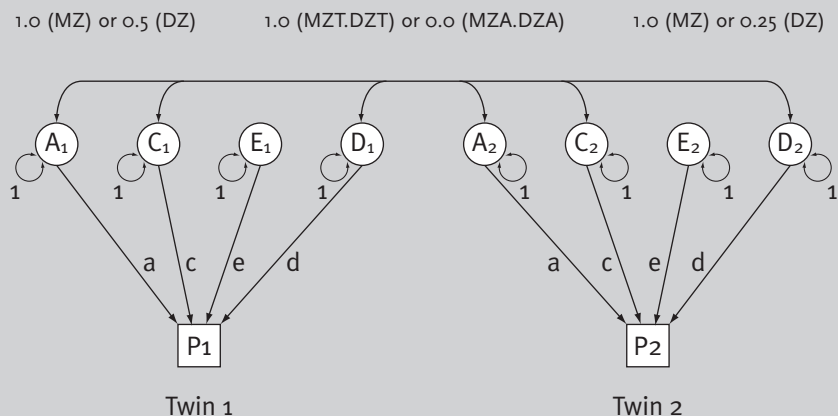 1.0 (MZ) or 0.5 (DZ) 1.0 (MZT.DZT) or 0.0 (MZA.DZA) 1.0 (MZ) or 0.25 (DZ)
A1 C1 E1 D1 A2 C2 E2 D2
1 1 1 1 1 1 1 1
a c e d a c e d
P1 P2
Twin 1 Twin 2